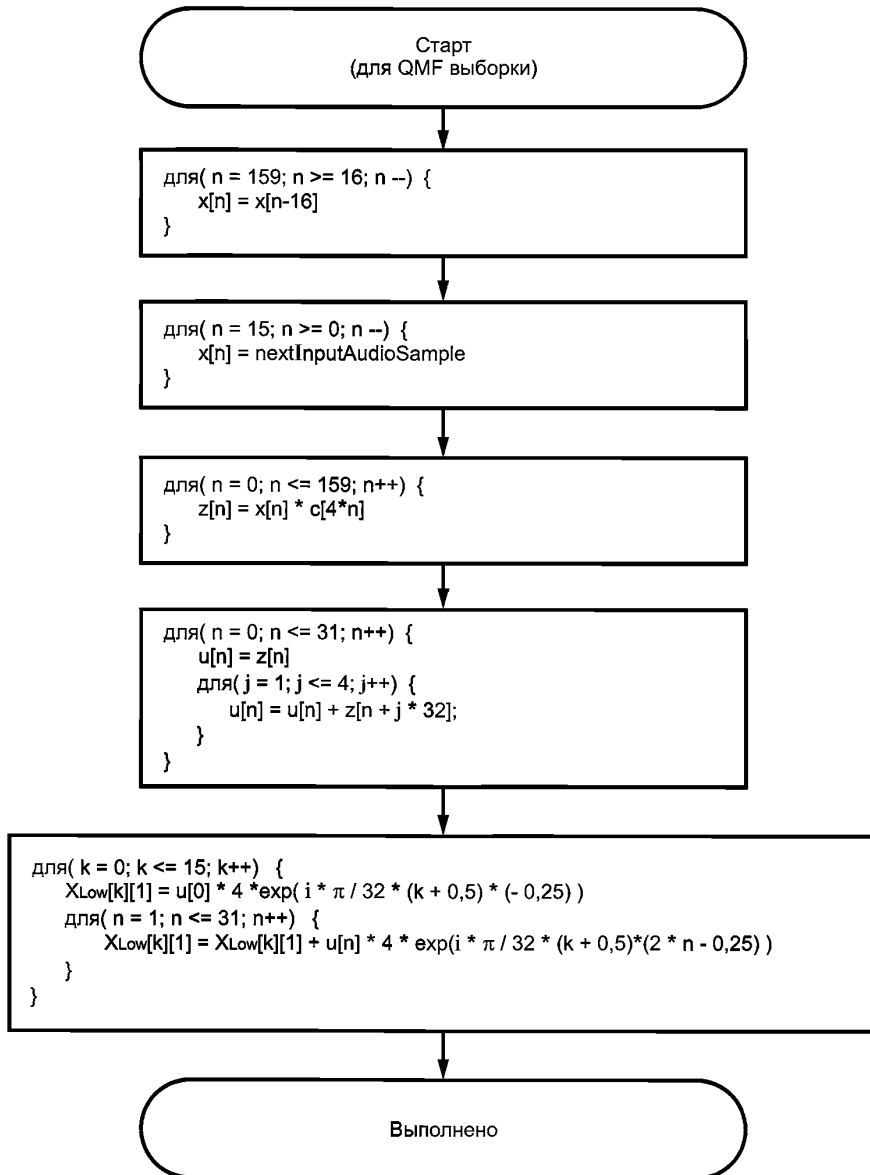 Старт
(для QMF выборки)
для( n = 159; n >= 16; n --) {
x[n] = x[n-16]
}
для( n = 15; n >= 0; n --) {
x[n] = nextInputAudioSample
}
для( n = 0; n <= 159; n++) {
z[n] = x[n] * c[4*n]
}
для( n = 0; n <= 31; n++) {
u[n] = z[n]
для( j = 1; j <= 4; j++) {
u[n] = u[n] + z[n + j * 32];
}
}
для( k = 0; k <= 15; k++) {
XLow[k][1] = u[0] * 4 *exp( i * π / 32 * (k + 0,5) * (- 0,25) )
для( n = 1; n <= 31; n++) {
XLow[k][1] = XLow[k][1] + u[n] * 4 * exp(i * π / 32 * (k + 0,5)*(2 * n - 0,25) )
}
}
Выполнено